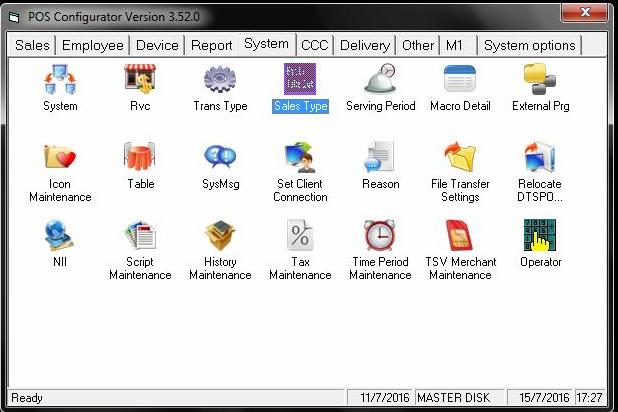 POS Configurator Version 3.52.0
Sales Employee Device Report System CCC Delivery Other M1 System options
System Rvc Trans Type Sales Type Serving Period Macro Detail External Prg
Icon Maintenance Table SysMsg Set Client Connection Reason File Transfer Settings Relocate DTSPO...
NII Script Maintenance History Maintenance Tax Maintenance Time Period Maintenance TSV Merchant Maintenance Operator
Ready 11/7/2016 MASTER DISK 15/7/2016 17:27